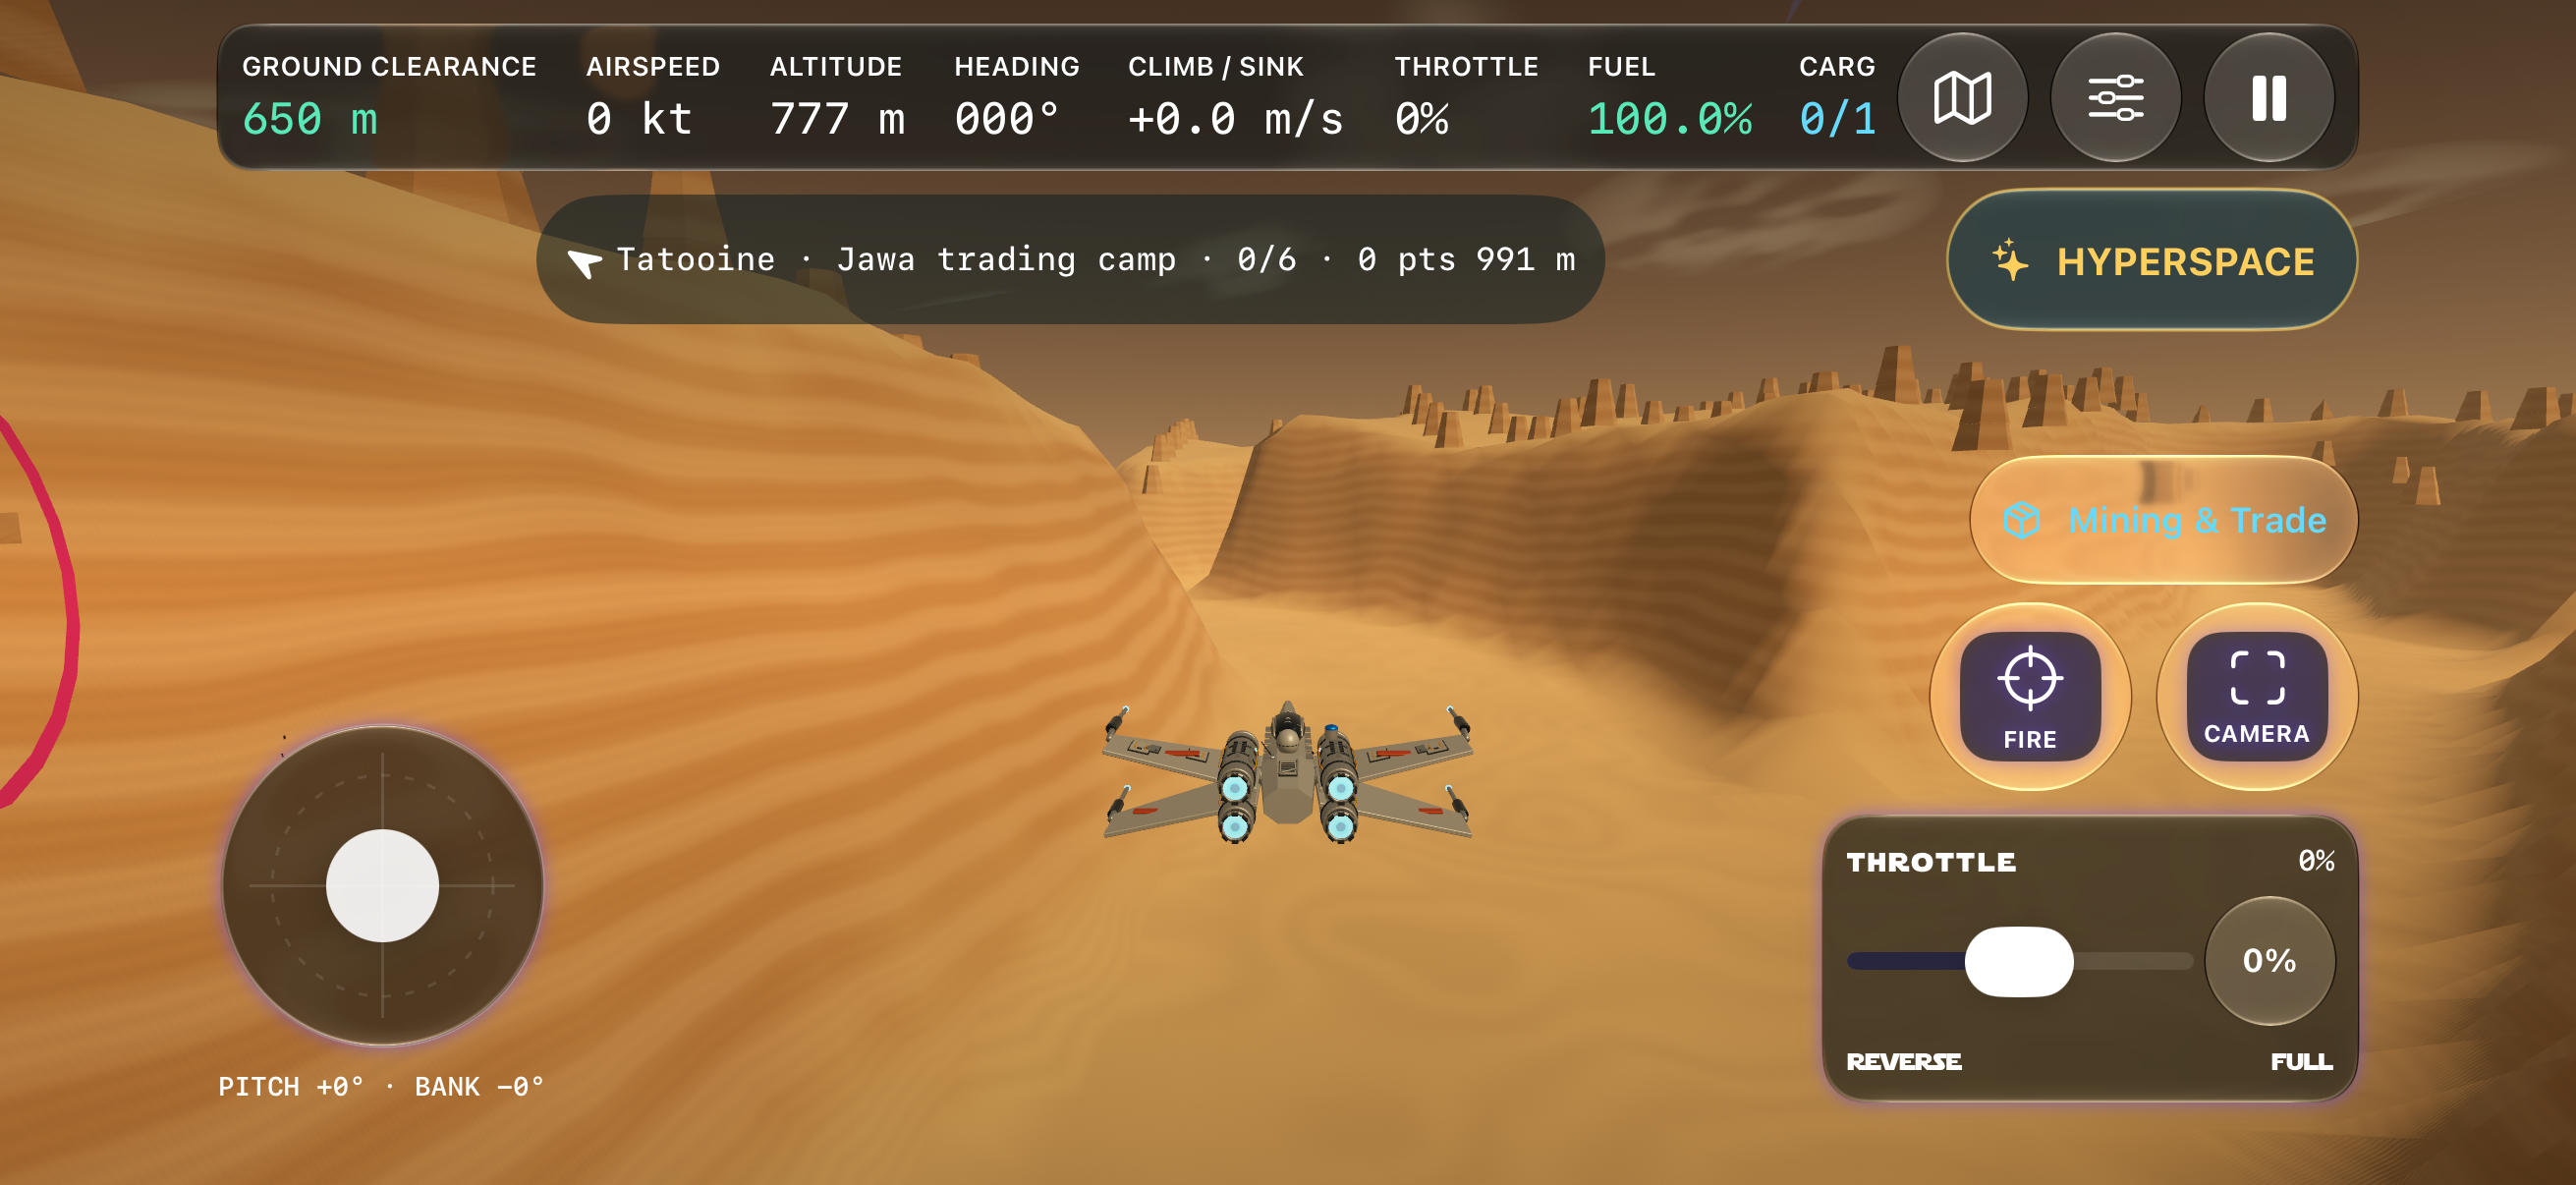 GROUND CLEARANCE AIRSPEED ALTITUDE HEADING CLIMB / SINK THROTTLE FUEL CARG
650 m 0 kt 777 m 000° +0.0 m/s 0% 100.0% 0/1
Tatooine · Jawa trading camp · 0/6 · 0 pts 991 m
HYPERSPACE
Mining & Trade
FIRE CAMERA
THROTTLE 0%
0%
REVERSE FULL
PITCH +0° · BANK −0°